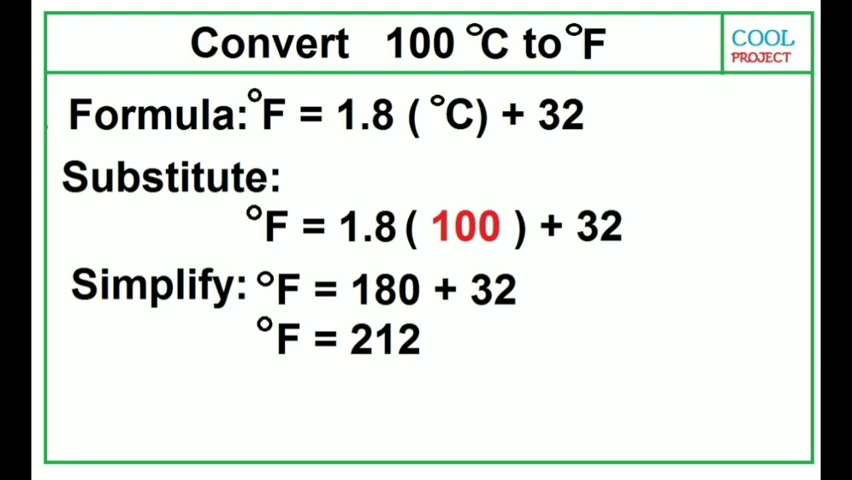 Convert 100 °C to °F
COOL
PROJECT
Formula: °F = 1.8 ( °C) + 32
Substitute:
°F = 1.8 ( 100 ) + 32
Simplify: °F = 180 + 32
°F = 212